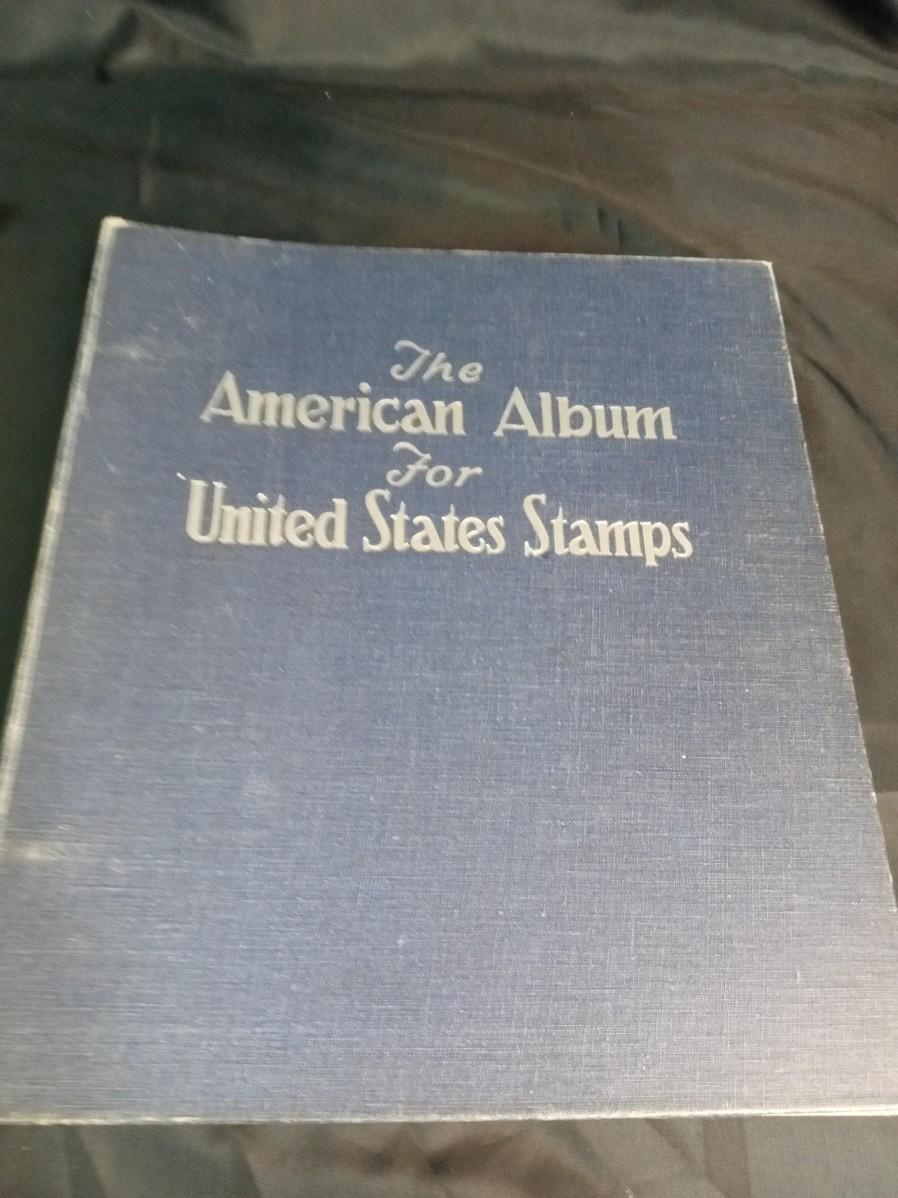 The
American Album
For
United States Stamps